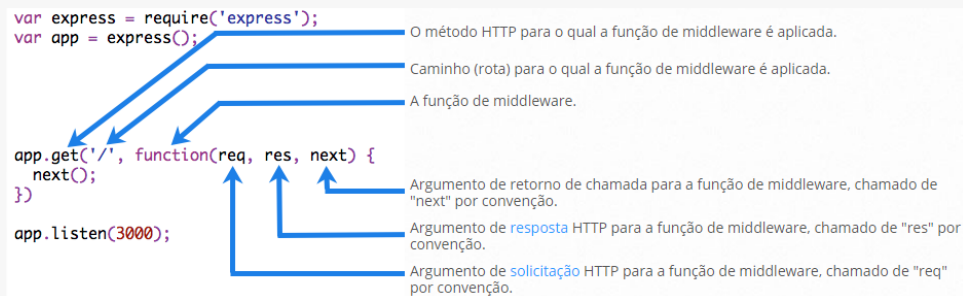 var express = require('express');
var app = express();
O método HTTP para o qual a função de middleware é aplicada.
Caminho (rota) para o qual a função de middleware é aplicada.
A função de middleware.
app.get('/', function(req, res, next) {
next();
})
app.listen(3000);
Argumento de retorno de chamada para a função de middleware, chamado de
"next" por convenção.
Argumento de resposta HTTP para a função de middleware, chamado de "res" por
convenção.
Argumento de solicitação HTTP para a função de middleware, chamado de "req"
por convenção.